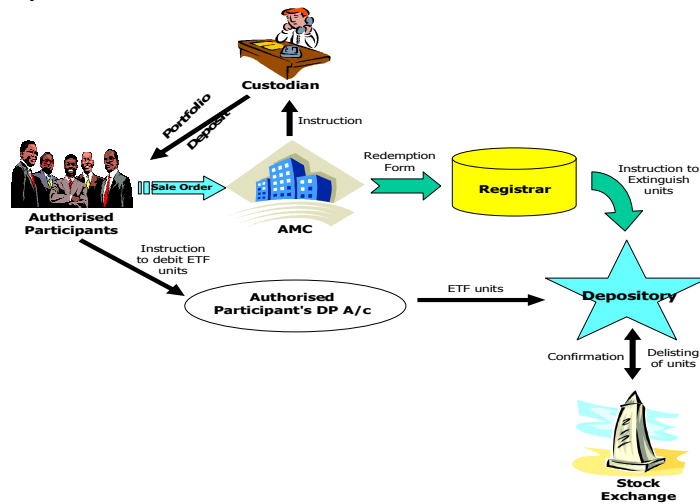 Custodian
Portfolio
Deposit
Instruction
Sale Order
Redemption
Form
Registrar
Instruction to
Extinguish
units
Authorised
Participants
AMC
Instruction
to debit ETF
units
Authorised
Participant's DP A/c
ETF units
Depository
Confirmation
Delisting
of units
Stock
Exchange